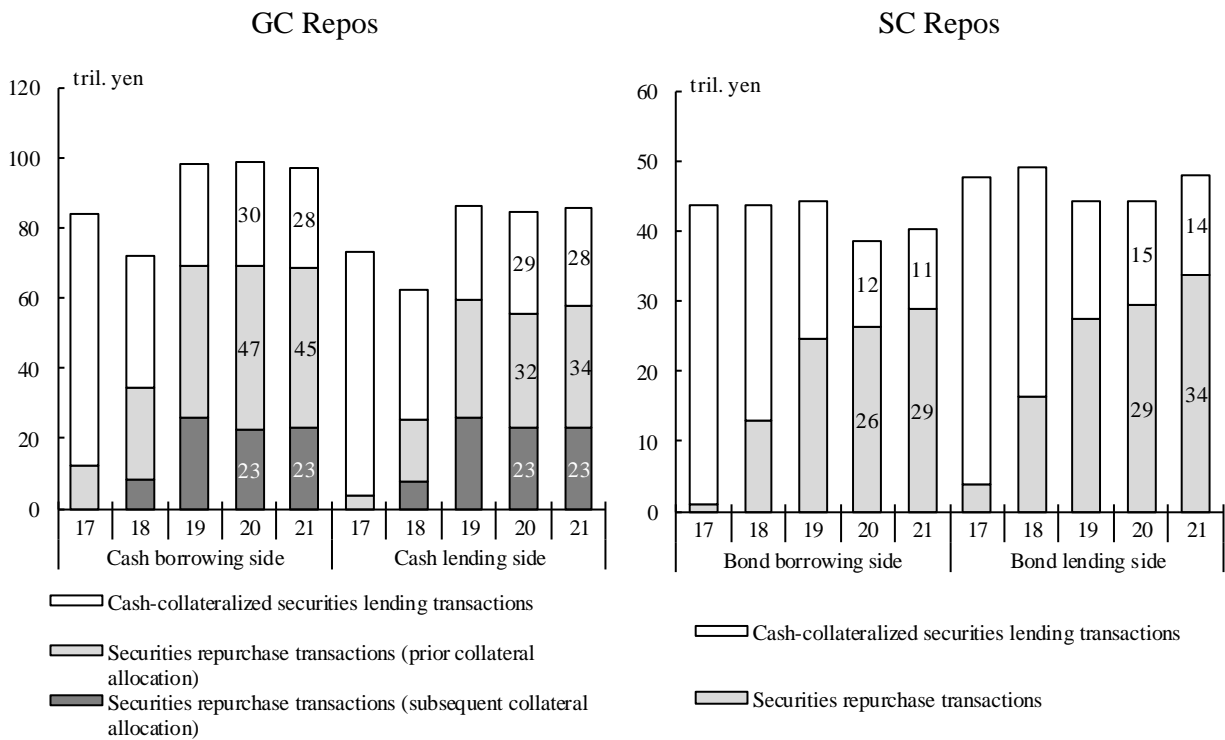 GC Repos
tril. yen
120
100
80
60
40
20
0
30
28
29
28
47
45
32
34
23
23
23
23
17 18 19 20 21 17 18 19 20 21
Cash borrowing side Cash lending side
Cash-collateralized securities lending transactions
Securities repurchase transactions (prior collateral
allocation)
Securities repurchase transactions (subsequent collateral
allocation)
SC Repos
tril. yen
60
50
40
30
20
10
0
12
11
15
14
26
29
29
34
17 18 19 20 21 17 18 19 20 21
Bond borrowing side Bond lending side
Cash-collateralized securities lending transactions
Securities repurchase transactions